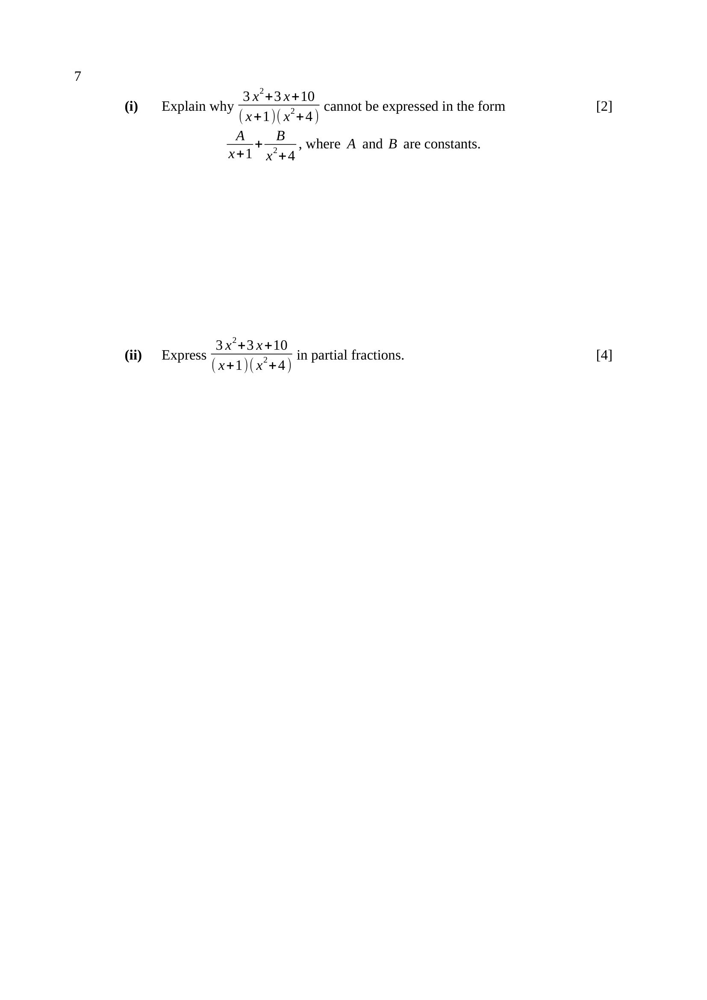 7
(i) Explain why \frac{3x^2+3x+10}{(x+1)(x^2+4)} cannot be expressed in the form [2]
\frac{A}{x+1}+\frac{B}{x^2+4}, where A and B are constants.
(ii) Express \frac{3x^2+3x+10}{(x+1)(x^2+4)} in partial fractions. [4]